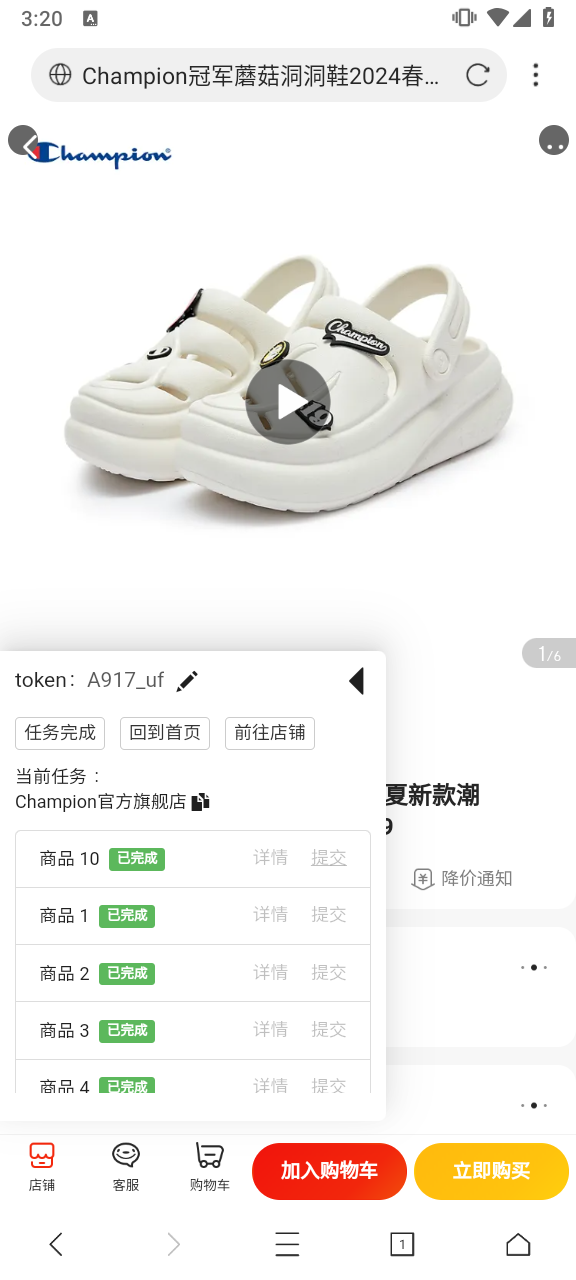 3:20
A
Champion冠军蘑菇洞洞鞋2024春…
Champion
Champion
19
1/6
token： A917_uf
任务完成 回到首页 前往店铺
当前任务：
Champion官方旗舰店
夏新款潮
9
降价通知
商品 10 已完成 详情 提交
商品 1 已完成 详情 提交
商品 2 已完成 详情 提交
商品 3 已完成 详情 提交
商品 4 已完成 详情 提交
店铺 客服 购物车 加入购物车 立即购买
1